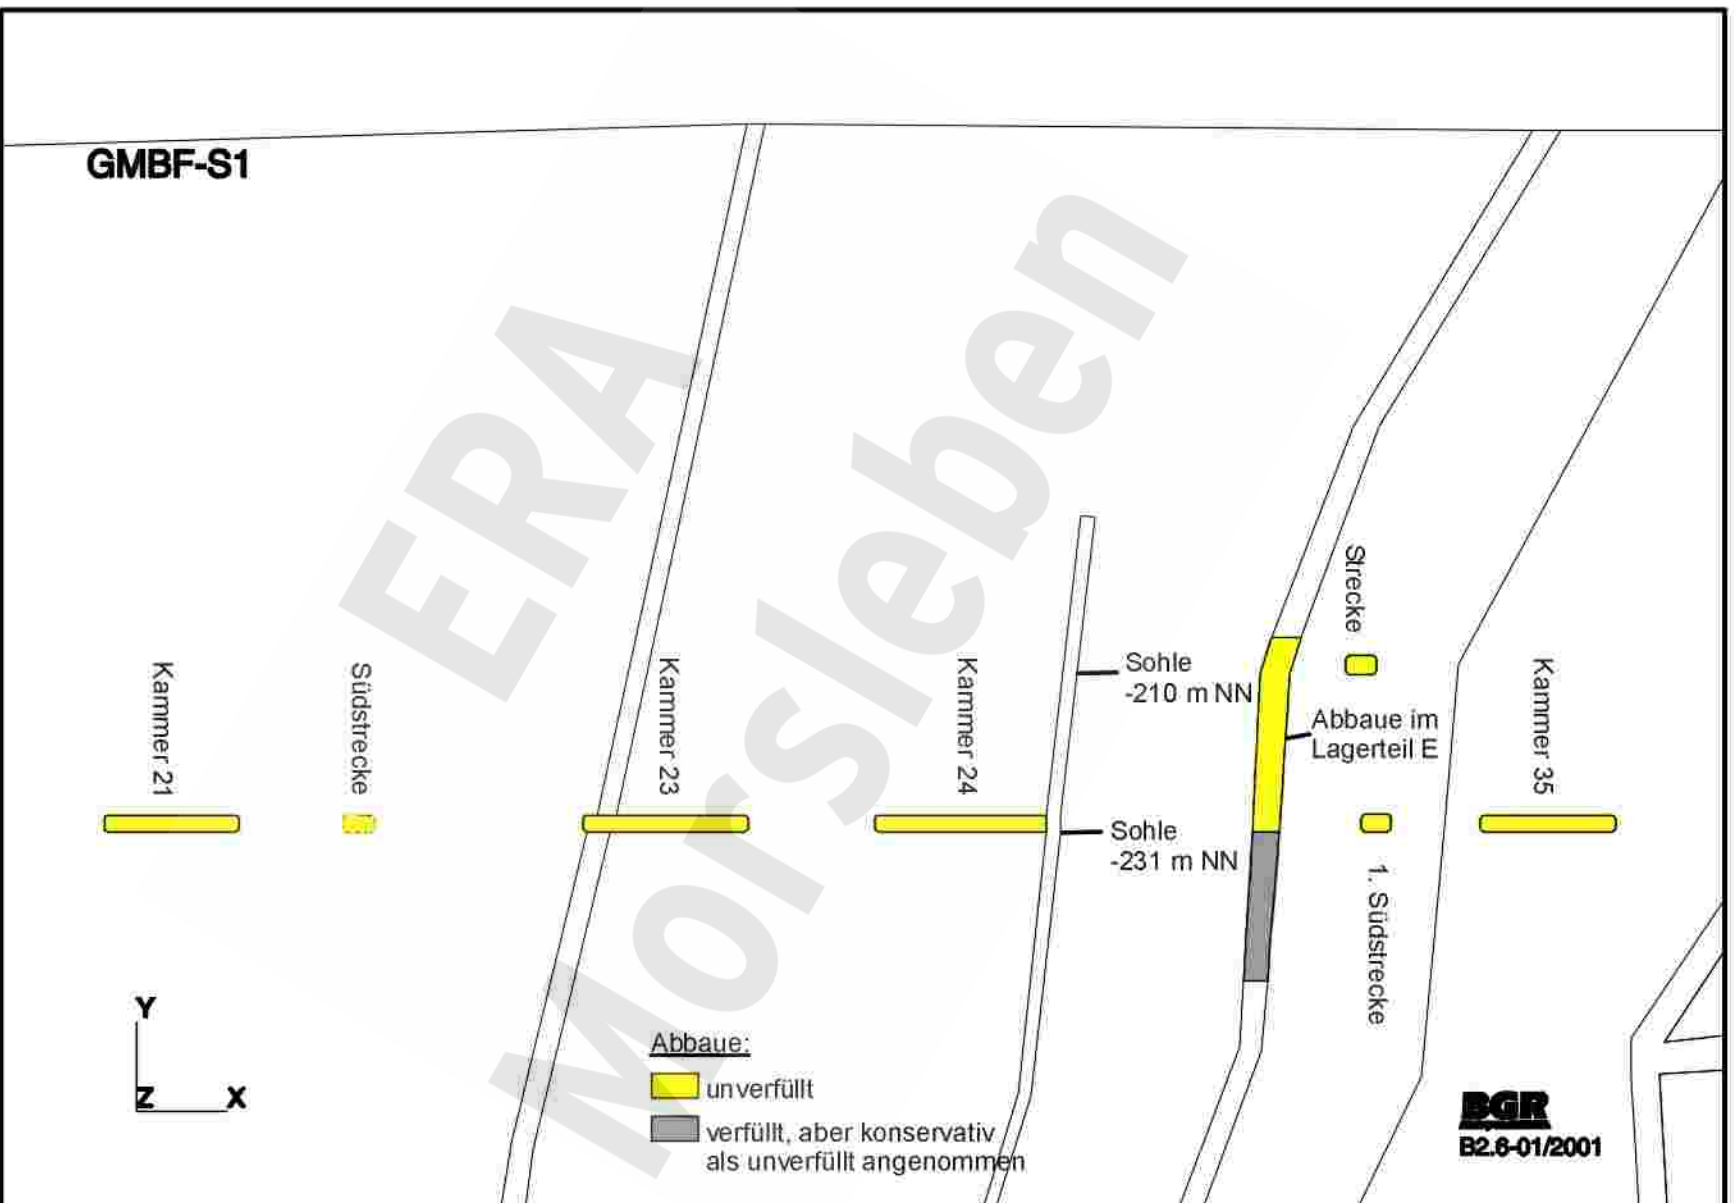 GMBF-S1
ERA
Morsleben
Strecke
Kammer 21
Südstrecke
Kammer 23
Kammer 24
Sohle
-210 m NN
Abbaue im
Lagerteil E
Kammer 35
Sohle
-231 m NN
1. Südstrecke
Y
Z X
Abbaue:
unverfüllt
verfüllt, aber konservativ
als unverfüllt angenommen
BGR
B2.6-01/2001